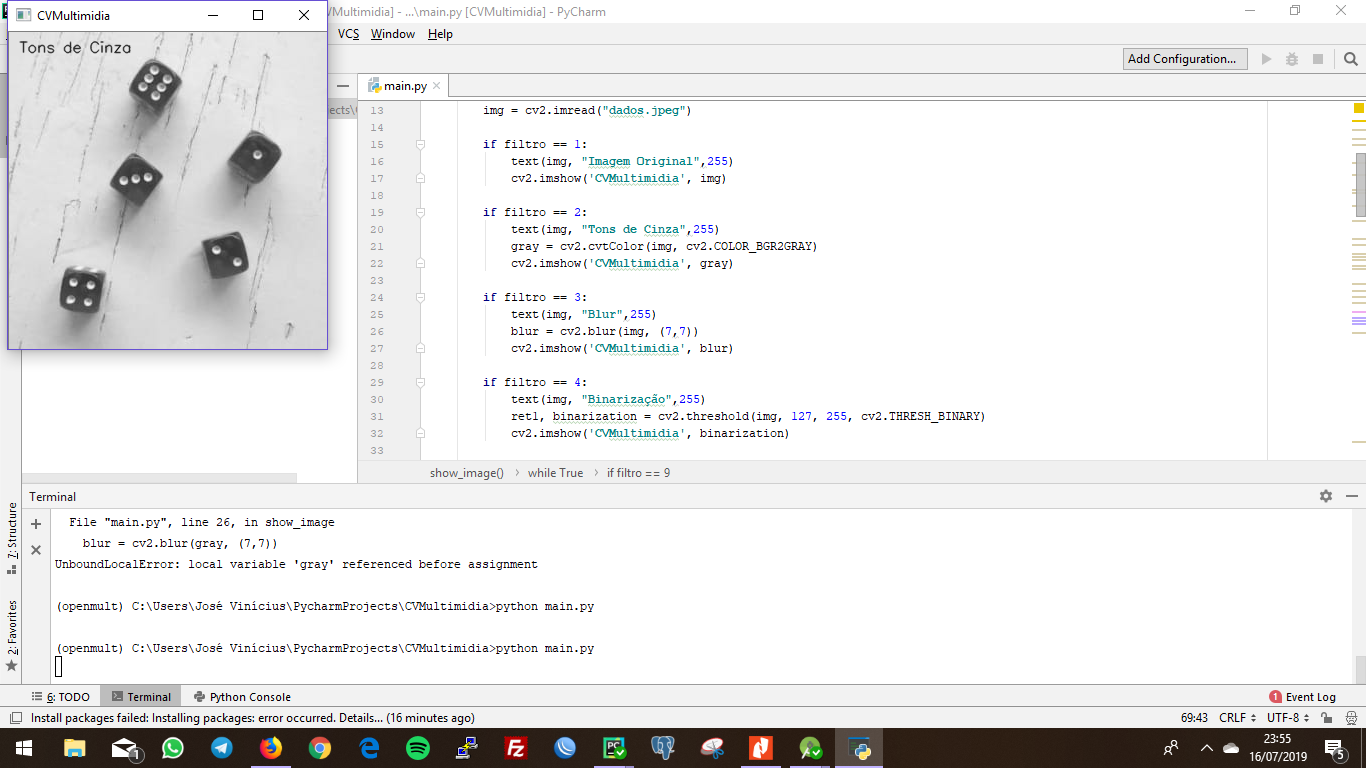 CVMultimidia
VMultimidia] - ...\main.py [CVMultimidia] - PyCharm
VCS Window Help
Tons de Cinza
Add Configuration...
main.py
13 img = cv2.imread("dados.jpeg")
14
15 if filtro == 1:
16 text(img, "Imagem Original",255)
17 cv2.imshow('CVMultimidia', img)
18
19 if filtro == 2:
20 text(img, "Tons de Cinza",255)
21 gray = cv2.cvtColor(img, cv2.COLOR_BGR2GRAY)
22 cv2.imshow('CVMultimidia', gray)
23
24 if filtro == 3:
25 text(img, "Blur",255)
26 blur = cv2.blur(img, (7,7))
27 cv2.imshow('CVMultimidia', blur)
28
29 if filtro == 4:
30 text(img, "Binarização",255)
31 ret1, binarization = cv2.threshold(img, 127, 255, cv2.THRESH_BINARY)
32 cv2.imshow('CVMultimidia', binarization)
33
show_image() while True if filtro == 9
Terminal
7: Structure
2: Favorites
File "main.py", line 26, in show_image
blur = cv2.blur(gray, (7,7))
UnboundLocalError: local variable 'gray' referenced before assignment
(openmult) C:\Users\José Vinícius\PycharmProjects\CVMultimidia>python main.py
(openmult) C:\Users\José Vinícius\PycharmProjects\CVMultimidia>python main.py
6: TODO Terminal Python Console 1 Event Log
Install packages failed: Installing packages: error occurred. Details... (16 minutes ago) 69:43 CRLF UTF-8
23:55
16/07/2019
5